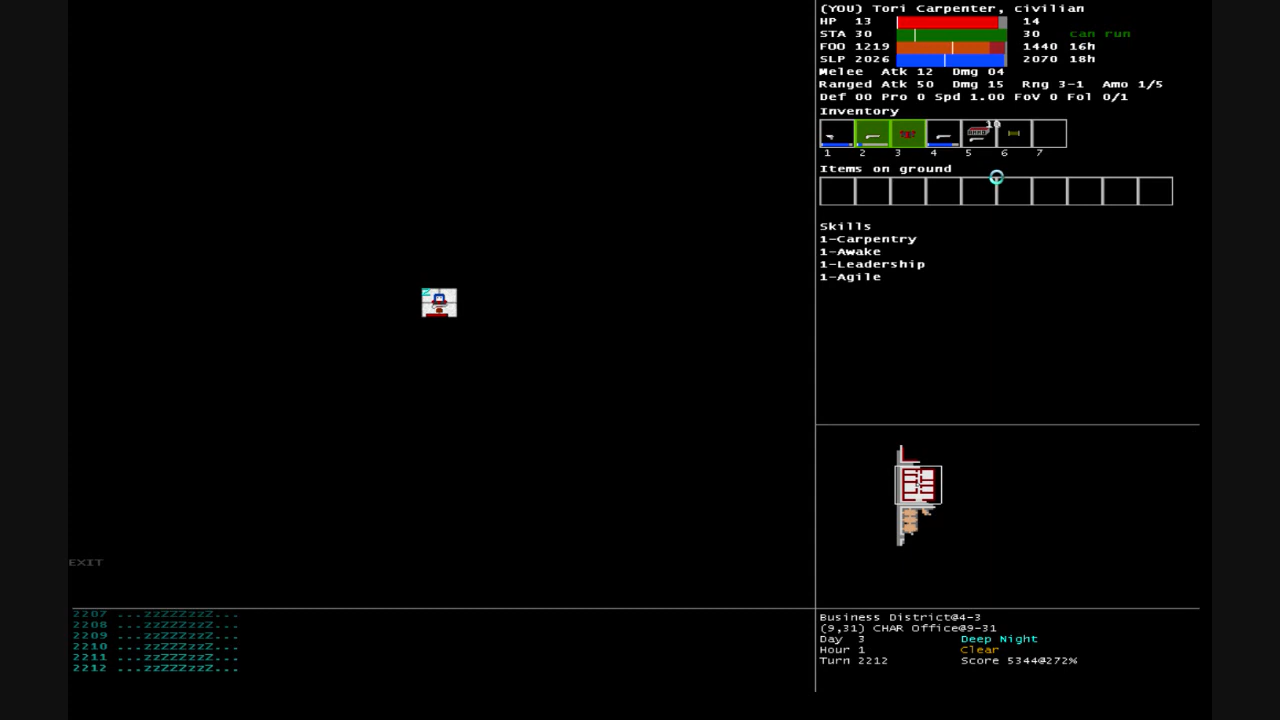 (YOU) Tori Carpenter, civilian
HP 13 14
STA 30 30 can run
FOO 1219 1440 16h
SLP 2026 2070 18h
Melee Atk 12 Dmg 04
Ranged Atk 50 Dmg 15 Rng 3-1 Amo 1/5
Def 00 Pro 0 Spd 1.00 FoV 0 Fol 0/1
Inventory
10
1 2 3 4 5 6 7
Items on ground
Skills
1-Carpentry
1-Awake
1-Leadership
1-Agile
Z
EXIT
2207 ...zzZZZzzZ...
2208 ...zzZZZzzZ...
2209 ...zzZZZzzZ...
2210 ...zzZZZzzZ...
2211 ...zzZZZzzZ...
2212 ...zzZZZzzZ...
Business District@4-3
(9,31) CHAR Office@9-31
Day 3 Deep Night
Hour 1 Clear
Turn 2212 Score 5344@272%